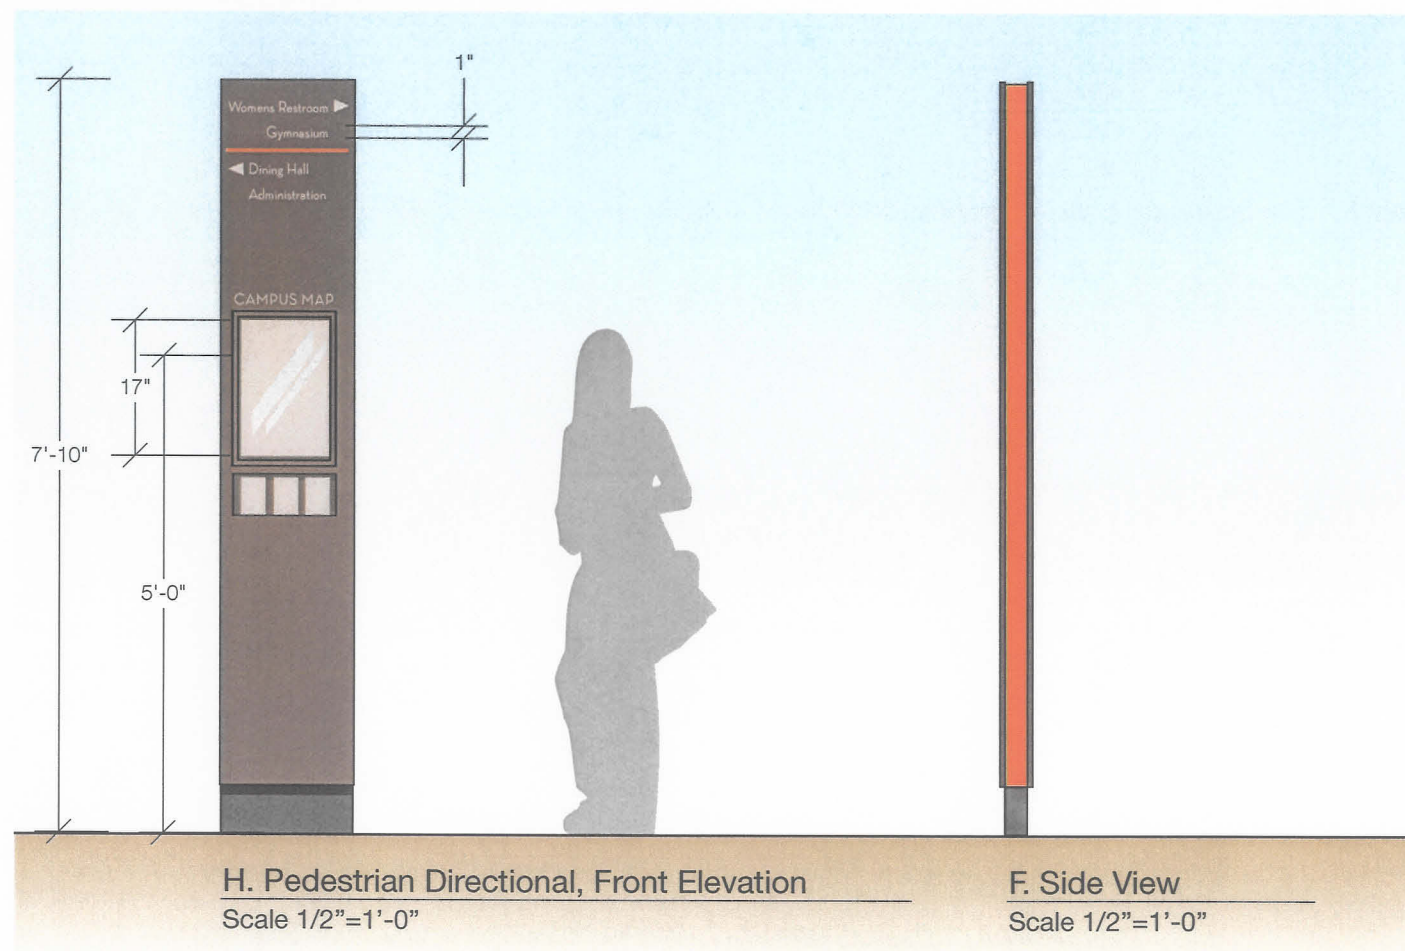 1"
Womens Restroom ▶
Gymnasium
◀ Dining Hall
Administration
CAMPUS MAP
17"
7'-10"
5'-0"
H. Pedestrian Directional, Front Elevation
Scale 1/2”=1’-0”
F. Side View
Scale 1/2”=1’-0”